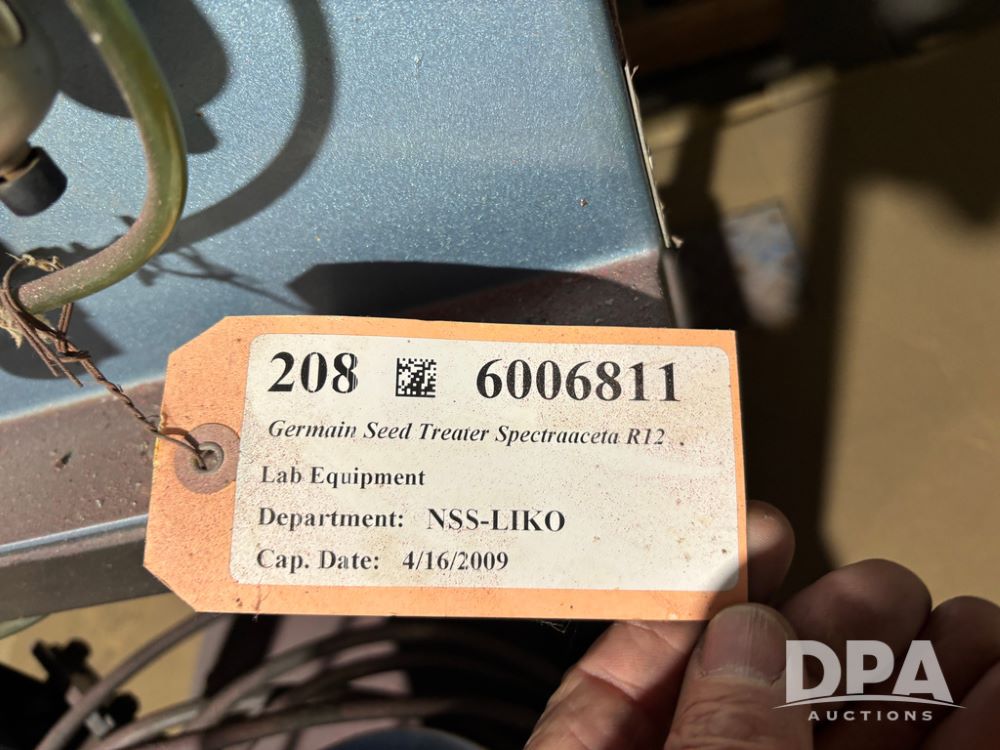 208 6006811
Germain Seed Treater Spectraaceta R12 .
Lab Equipment
Department: NSS-LIKO
Cap. Date: 4/16/2009
DPA
AUCTIONS